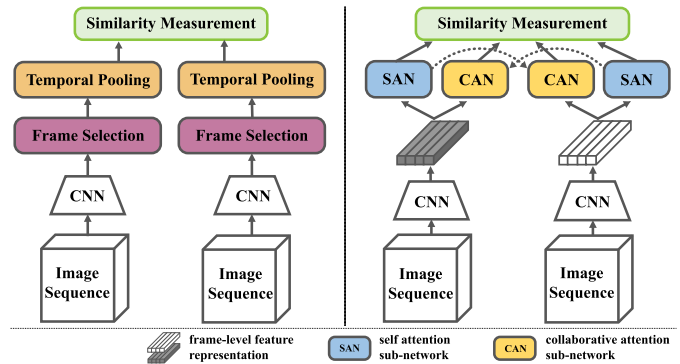 Similarity Measurement
Temporal Pooling
Temporal Pooling
Frame Selection
Frame Selection
CNN
CNN
Image
Sequence
Image
Sequence
Similarity Measurement
SAN
CAN
CAN
SAN
CNN
CNN
Image
Sequence
Image
Sequence
frame-level feature
representation
SAN
self attention
sub-network
CAN
collaborative attention
sub-network